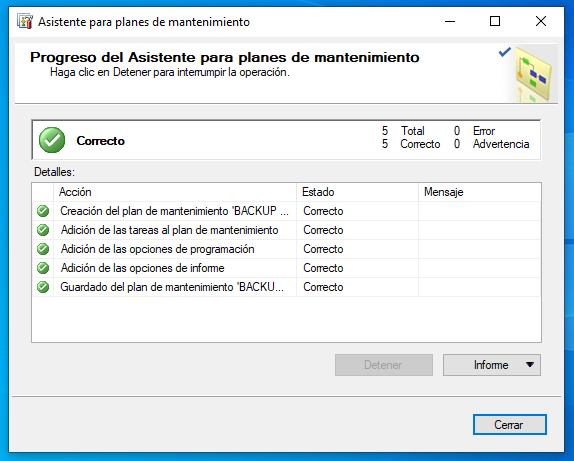 Asistente para planes de mantenimiento
Progreso del Asistente para planes de mantenimiento
Haga clic en Detener para interrumpir la operación.
Correcto
5 Total 0 Error
5 Correcto 0 Advertencia
Detalles:
Acción Estado Mensaje
Creación del plan de mantenimiento 'BACKUP ... Correcto
Adición de las tareas al plan de mantenimiento Correcto
Adición de las opciones de programación Correcto
Adición de las opciones de informe Correcto
Guardado del plan de mantenimiento 'BACKU... Correcto
Detener Informe
Cerrar